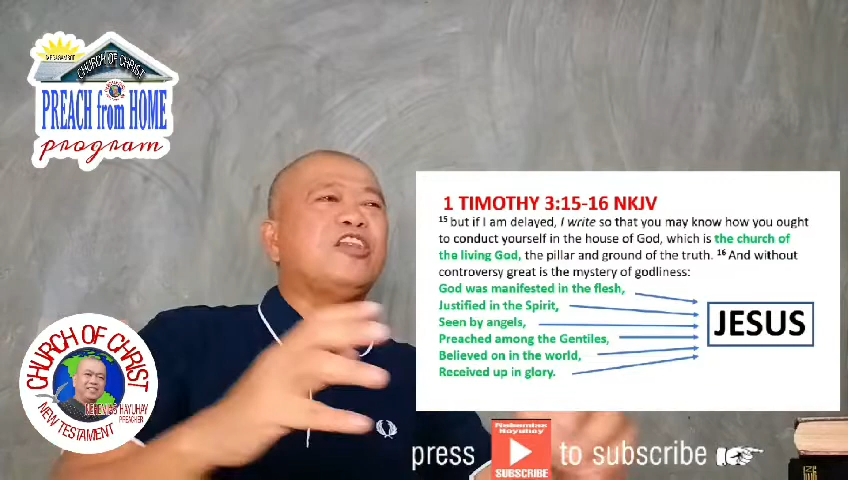 CHURCH OF CHRIST
PREACH from HOME
program
1 TIMOTHY 3:15-16 NKJV
15 but if I am delayed, I write so that you may know how you ought
to conduct yourself in the house of God, which is the church of
the living God, the pillar and ground of the truth. 16 And without
controversy great is the mystery of godliness:
God was manifested in the flesh,
Justified in the Spirit,
Seen by angels,
Preached among the Gentiles,
Believed on in the world,
Received up in glory.
JESUS
CHURCH OF CHRIST
HAYUHAY
PREACHER
NEW TESTAMENT
Hayuhay
press
SUBSCRIBE
to subscribe